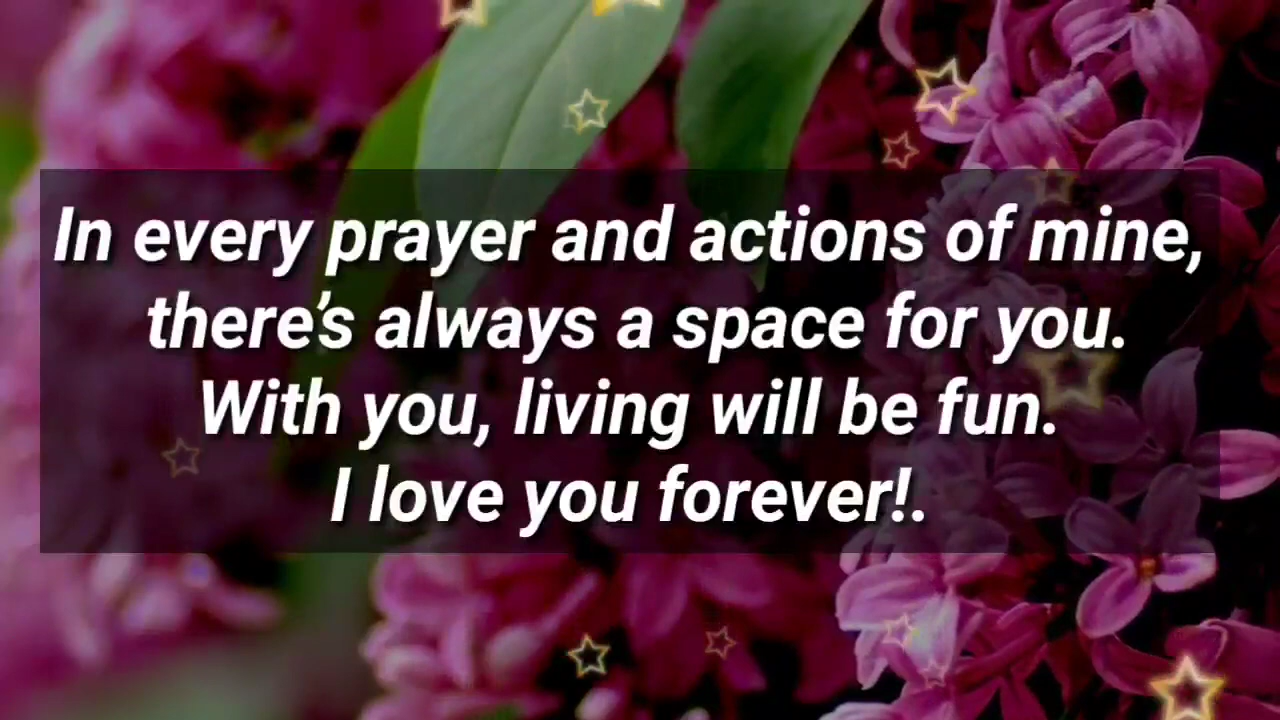 In every prayer and actions of mine,
there’s always a space for you.
With you, living will be fun.
I love you forever!.